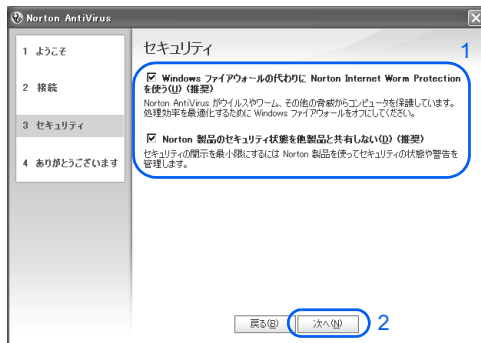 Norton AntiVirus
1 ようこそ
2 接続
3 セキュリティ
4 ありがとうございます
セキュリティ
1
Windows ファイアウォールの代わりに Norton Internet Worm Protection
を使う(U) (推奨)
Norton AntiVirus がウイルスやワーム、その他の脅威からコンピュータを保護しています。
処理効率を最適化するために Windows ファイアウォールをオフにしてください。
Norton 製品のセキュリティ状態を他製品と共有しない(D) (推奨)
セキュリティの開示を最小限にするには Norton 製品を使ってセキュリティの状態や警告を
管理します。
戻る(B)
次へ(N)
2